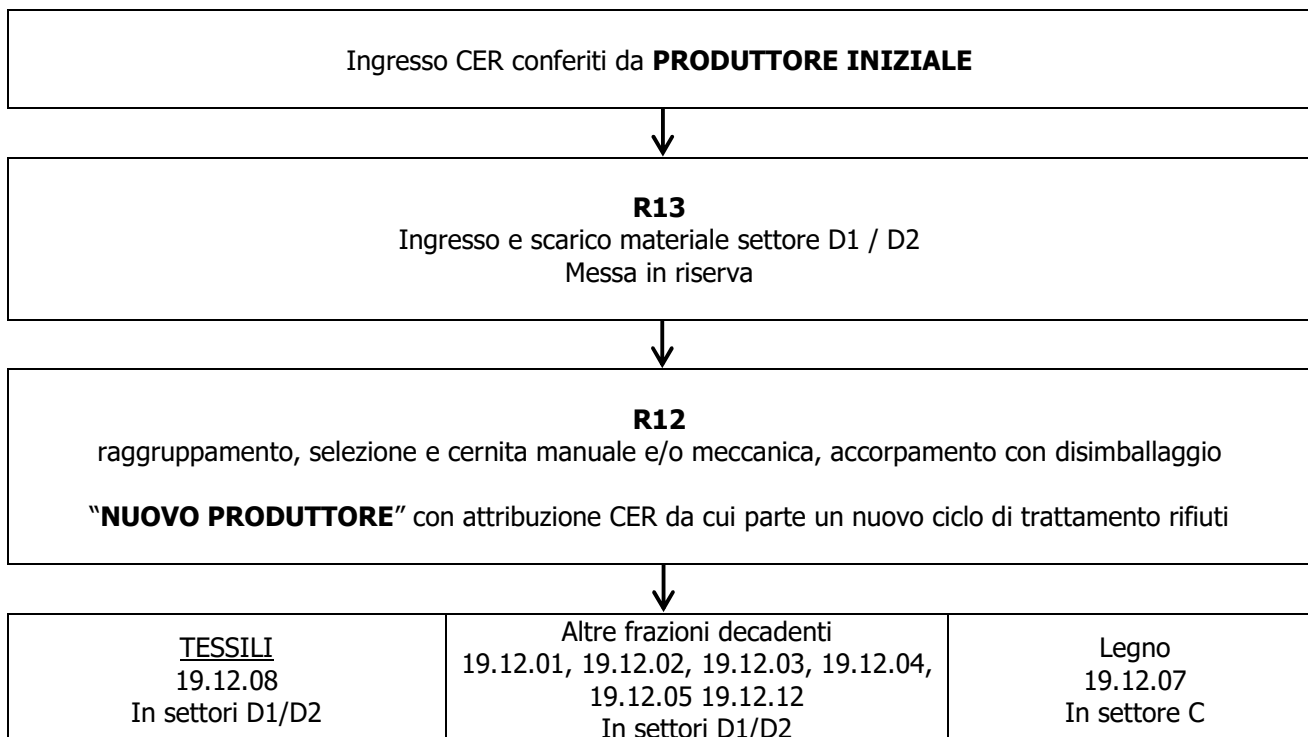 Ingresso CER conferiti da PRODUTTORE INIZIALE
R13
Ingresso e scarico materiale settore D1 / D2
Messa in riserva
R12
raggruppamento, selezione e cernita manuale e/o meccanica, accorpamento con disimballaggio
“NUOVO PRODUTTORE” con attribuzione CER da cui parte un nuovo ciclo di trattamento rifiuti
TESSILI
19.12.08
In settori D1/D2
Altre frazioni decadenti
19.12.01, 19.12.02, 19.12.03, 19.12.04,
19.12.05 19.12.12
In settori D1/D2
Legno
19.12.07
In settore C